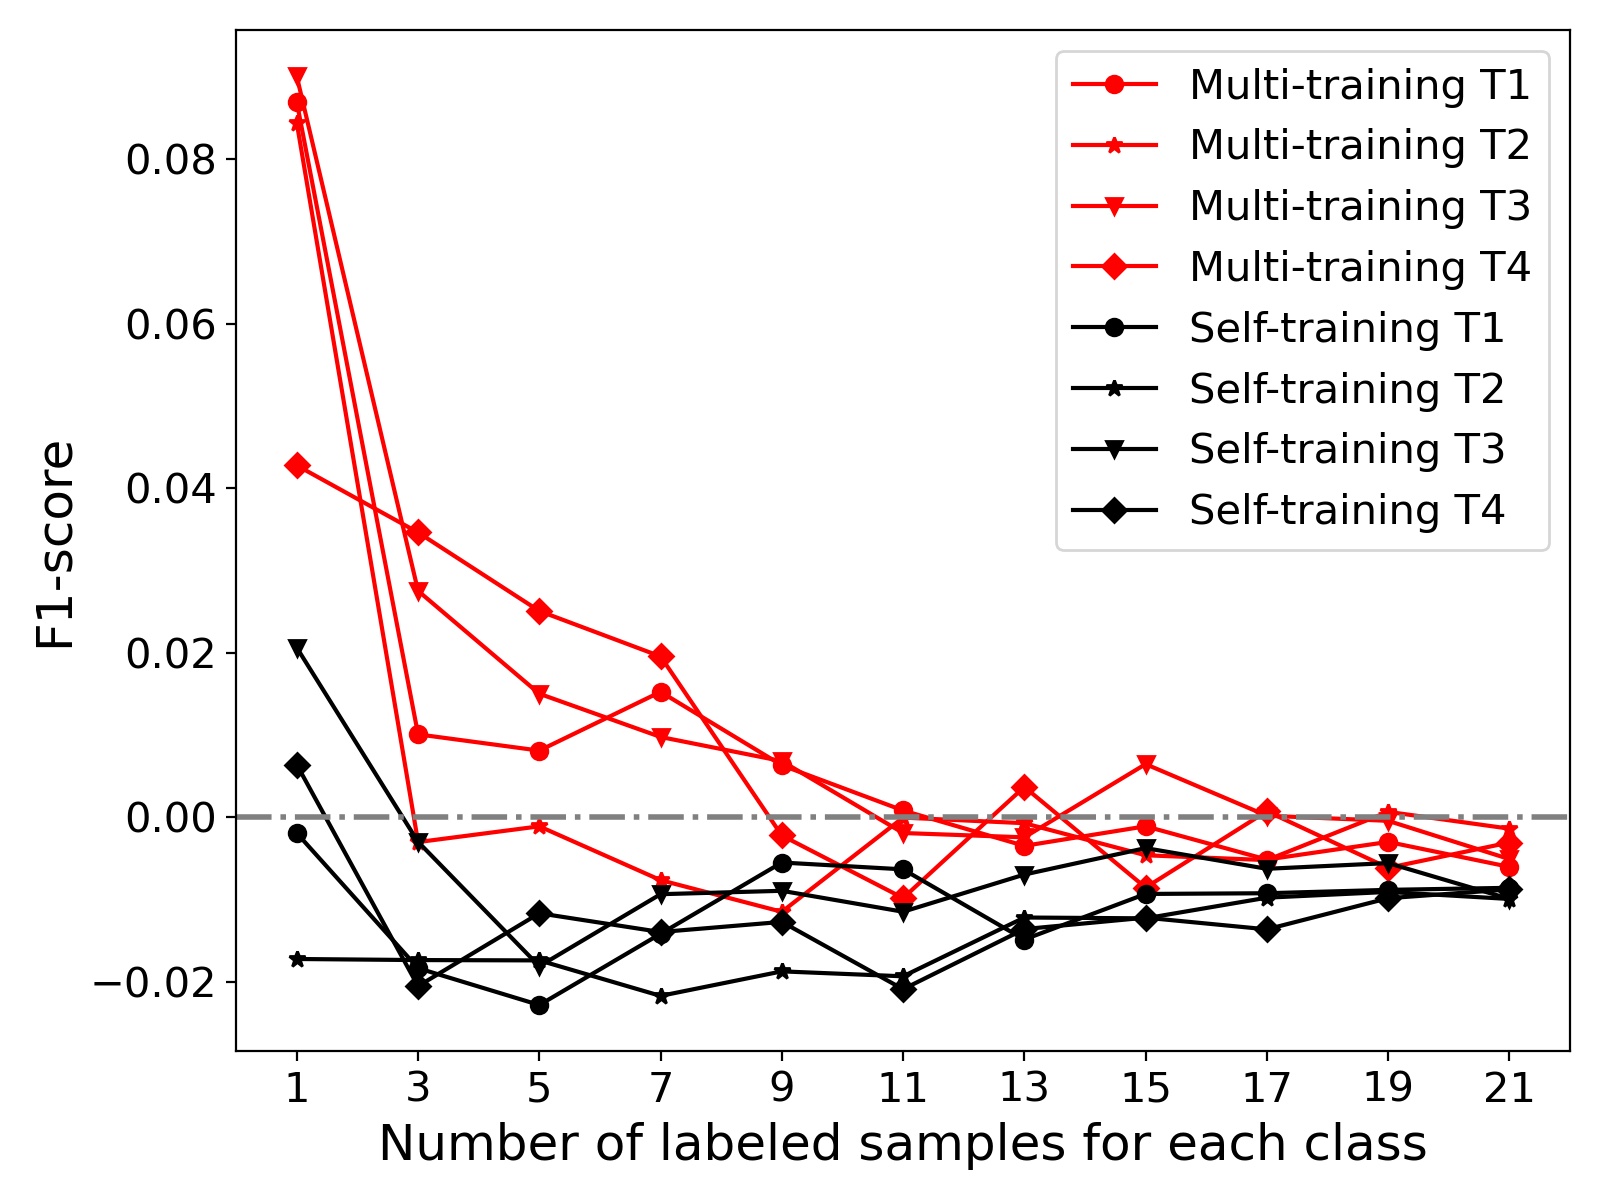 F1-score
0.08
0.06
0.04
0.02
0.00
−0.02
Multi-training T1
Multi-training T2
Multi-training T3
Multi-training T4
Self-training T1
Self-training T2
Self-training T3
Self-training T4
1 3 5 7 9 11 13 15 17 19 21
Number of labeled samples for each class